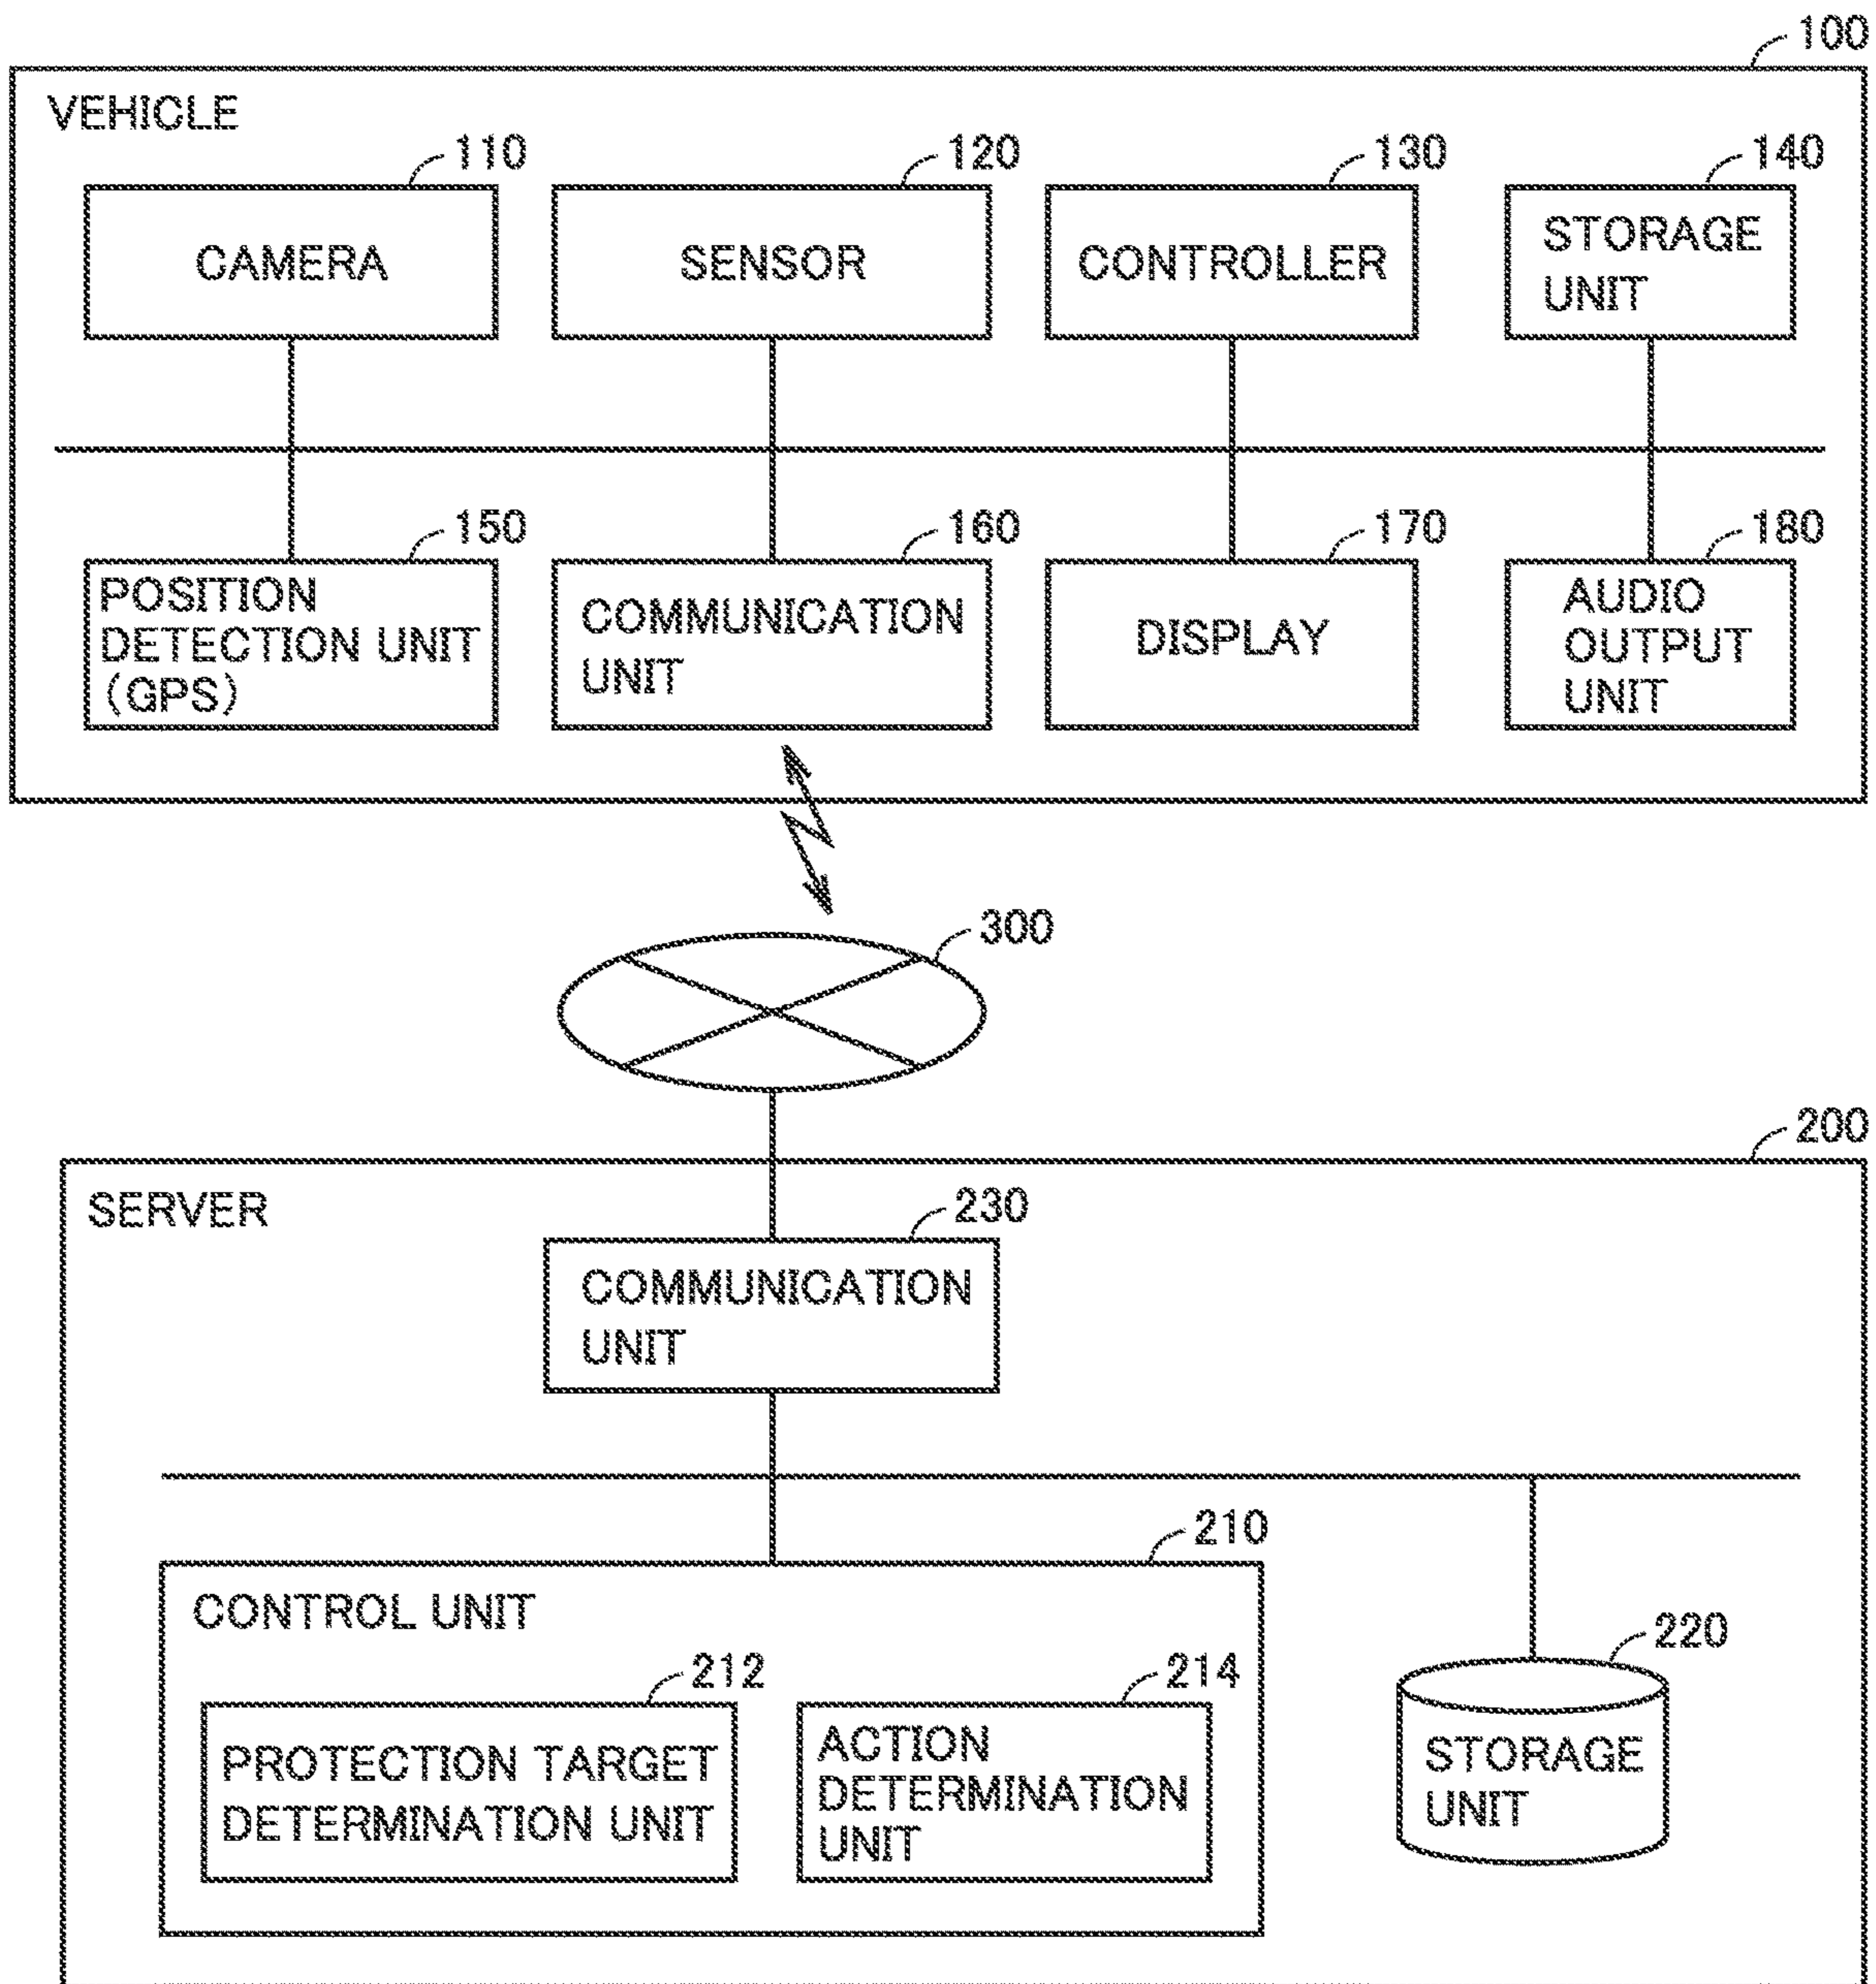 100
VEHICLE
110
120
130
140
CAMERA
SENSOR
CONTROLLER
STORAGE
UNIT
150
160
170
180
POSITION
DETECTION UNIT
(GPS)
COMMUNICATION
UNIT
DISPLAY
AUDIO
OUTPUT
UNIT
300
200
SERVER
230
COMMUNICATION
UNIT
210
CONTROL UNIT
212
214
220
PROTECTION TARGET
DETERMINATION UNIT
ACTION
DETERMINATION
UNIT
STORAGE
UNIT